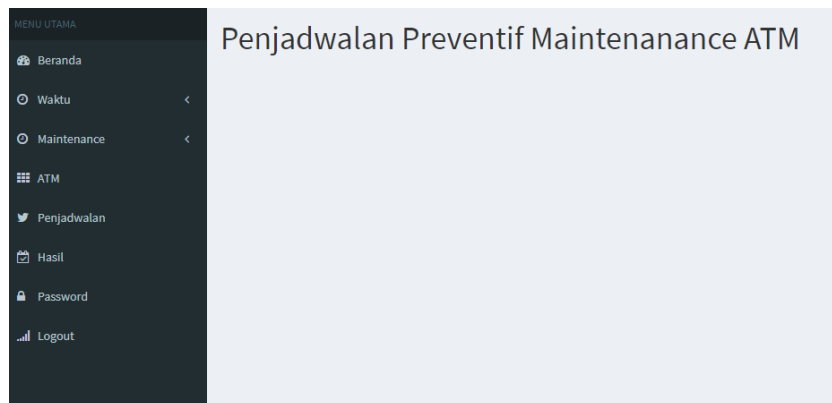 MENU UTAMA
Penjadwalan Preventif Maintenanance ATM
Beranda
Waktu
Maintenance
ATM
Penjadwalan
Hasil
Password
Logout